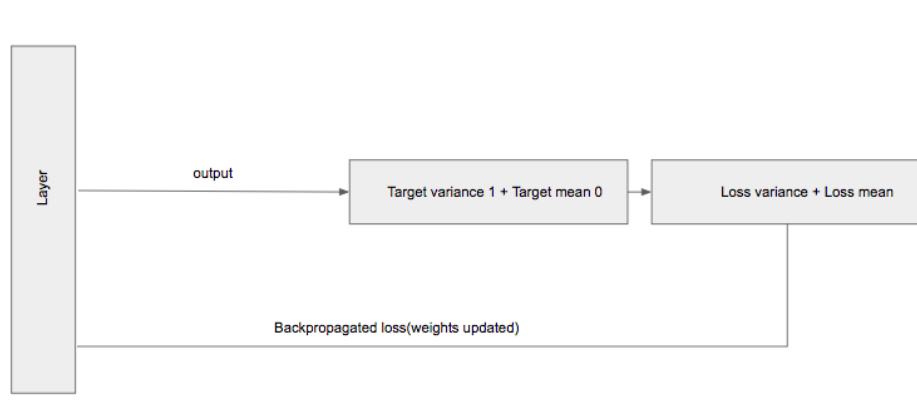 Layer
output
Target variance 1 + Target mean 0
Loss variance + Loss mean
Backpropagated loss(weights updated)